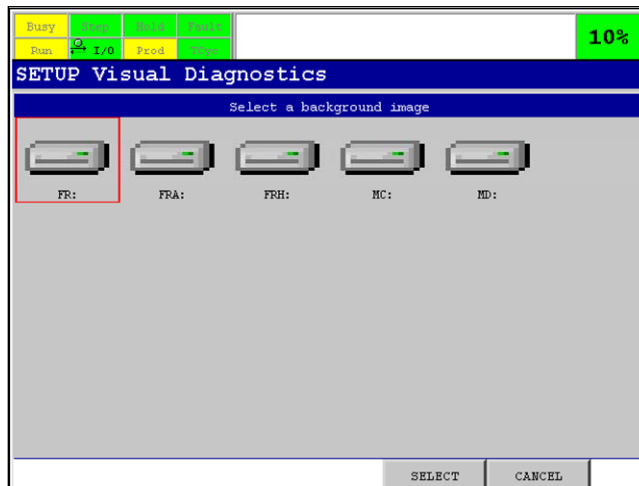 Busy Step Hold Fault
10%
Run I/O Prod TCyc
SETUP Visual Diagnostics
Select a background image
FR: FRA: FRH: MC: MD:
SELECT CANCEL